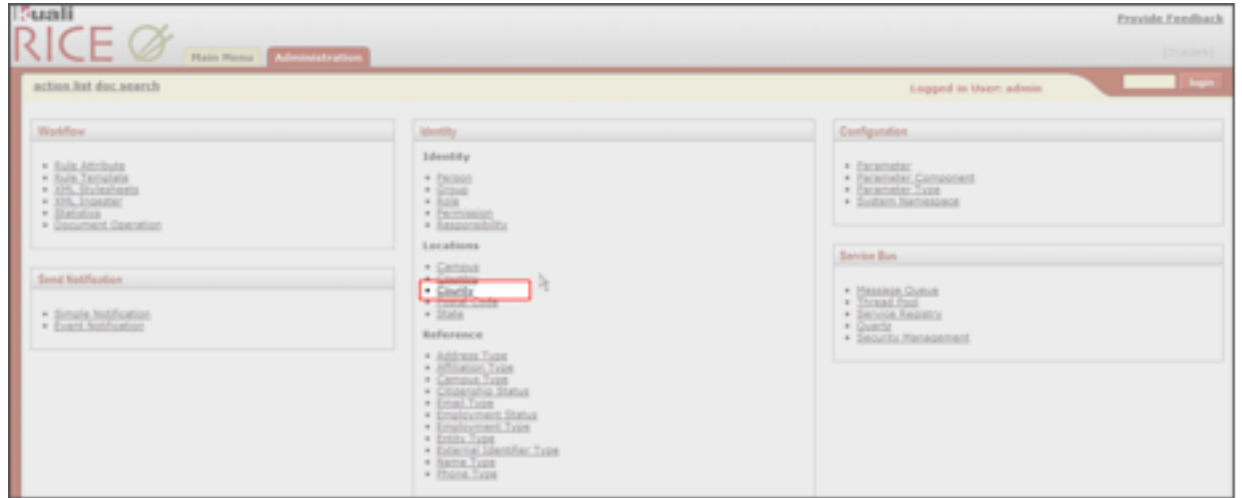 kuali
RICE
Main Menu
Administration
Provide Feedback
action list doc search
Logged in User: admin
login
Workflow
Rule Attribute
Rule Template
XML Stylesheets
XML Ingester
Statistics
Document Operation
Send Notification
Simple Notification
Event Notification
Identity
Identity
Person
Group
Role
Permission
Responsibility
Locations
Campus
Country
County
Postal Code
State
Reference
Address Type
Affiliation Type
Campus Type
Citizenship Status
Email Type
Employment Status
Employment Type
Entity Type
External Identifier Type
Name Type
Phone Type
Configuration
Parameter
Parameter Component
Parameter Type
System Namespace
Service Bus
Message Queue
Thread Pool
Service Registry
Quartz
Security Management